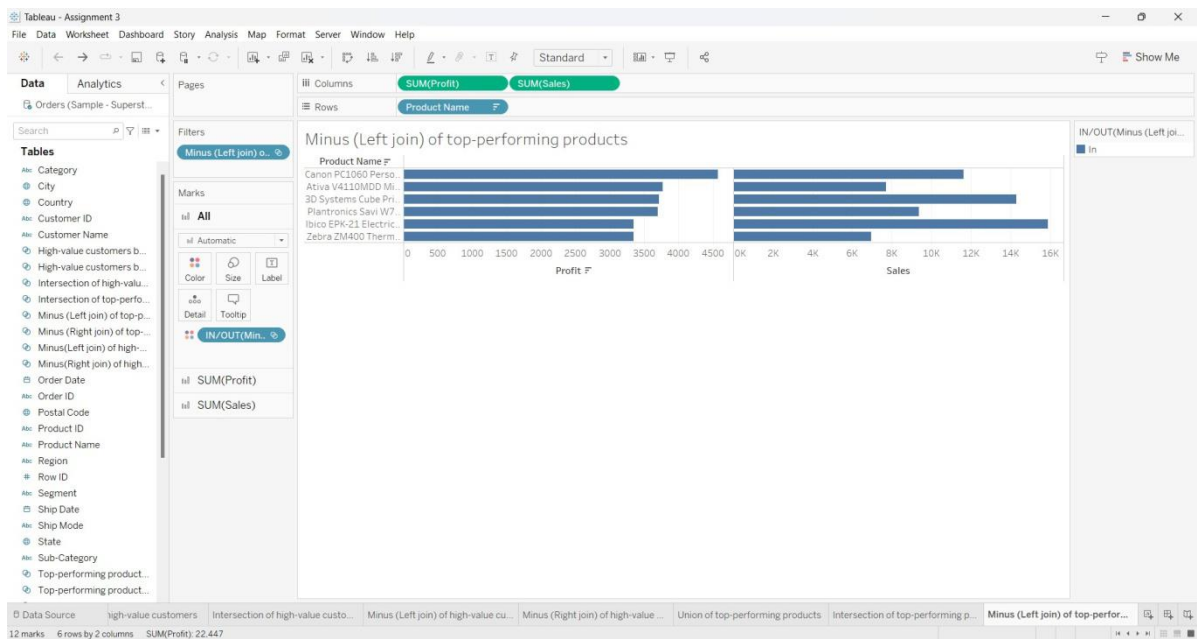 Tableau - Assignment 3
File Data Worksheet Dashboard Story Analysis Map Format Server Window Help
Standard
Show Me
Data Analytics
Orders (Sample - Superst...
Search
Tables
Abc Category
City
Country
Abc Customer ID
Abc Customer Name
High-value customers b...
High-value customers b...
Intersection of high-valu...
Intersection of top-perfo...
Minus (Left join) of top-p...
Minus (Right join) of top-...
Minus(Left join) of high-...
Minus(Right join) of high...
Order Date
Abc Order ID
Postal Code
Abc Product ID
Abc Product Name
Abc Region
# Row ID
Abc Segment
Ship Date
Abc Ship Mode
State
Abc Sub-Category
Top-performing product...
Top-performing product...
Pages
Filters
Minus (Left join) o..
Marks
All
Automatic
Color Size Label
Detail Tooltip
IN/OUT(Min..
SUM(Profit)
SUM(Sales)
Columns SUM(Profit) SUM(Sales)
Rows Product Name
Minus (Left join) of top-performing products
Product Name
Canon PC1060 Perso..
Ativa V4110MDD Mi..
3D Systems Cube Pri..
Plantronics Savi W7..
Ibico EPK-21 Electric..
Zebra ZM400 Therm..
0 500 1000 1500 2000 2500 3000 3500 4000 4500 0K 2K 4K 6K 8K 10K 12K 14K 16K
Profit Sales
IN/OUT(Minus (Left joi...
In
Data Source high-value customers Intersection of high-value custo... Minus (Left join) of high-value cu... Minus (Right join) of high-value ... Union of top-performing products Intersection of top-performing p... Minus (Left join) of top-perfor...
12 marks 6 rows by 2 columns SUM(Profit): 22,447